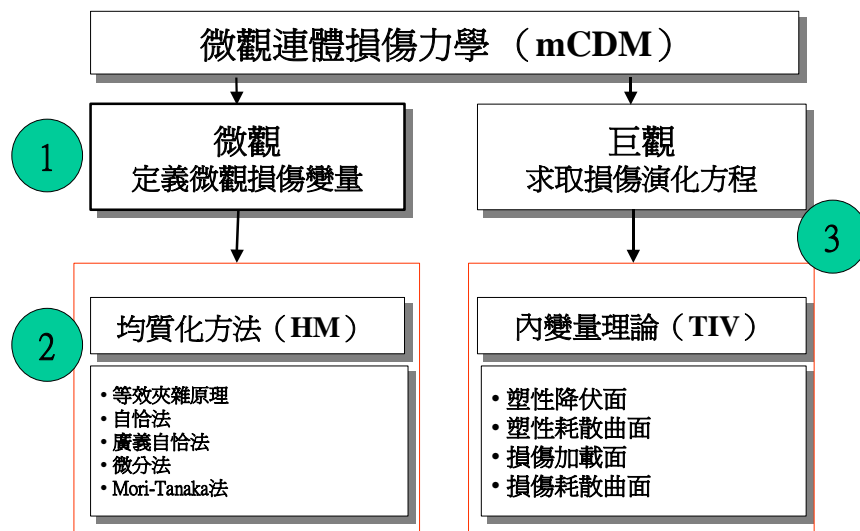 微觀連體損傷力學 （mCDM）
1
微觀
定義微觀損傷變量
2
均質化方法（HM）
• 等效夾雜原理
• 自恰法
• 廣義自恰法
• 微分法
• Mori-Tanaka法
巨觀
求取損傷演化方程
3
內變量理論（TIV）
• 塑性降伏面
• 塑性耗散曲面
• 損傷加載面
• 損傷耗散曲面